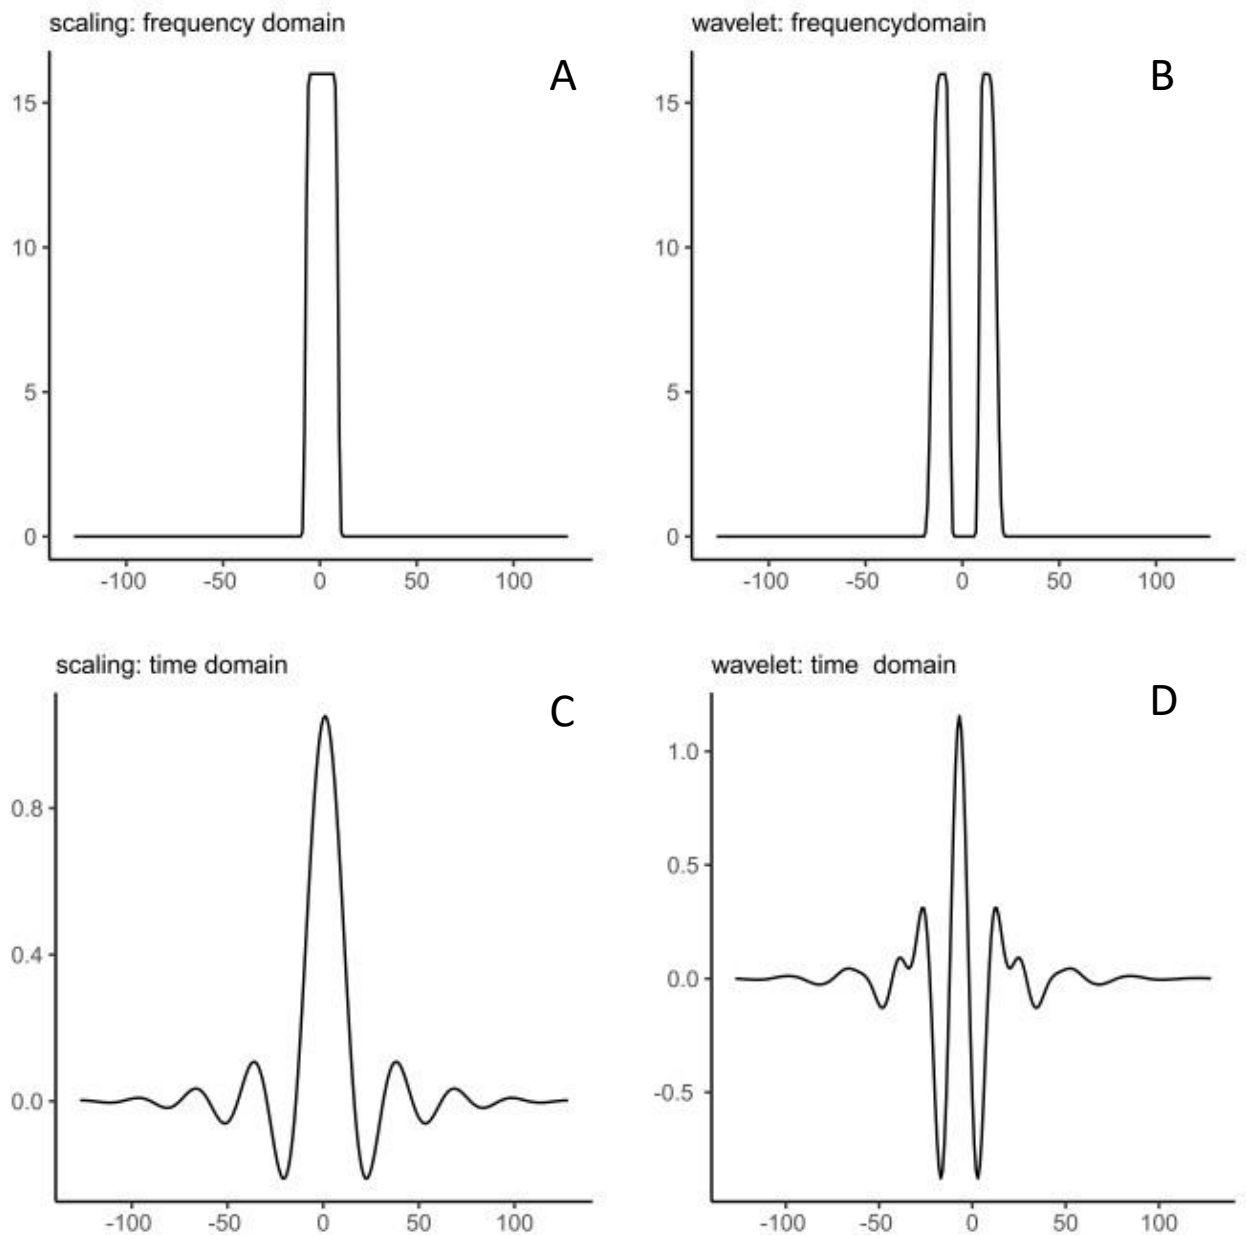 scaling: frequency domain
A
15
10
5
0
-100 -50 0 50 100
wavelet: frequencydomain
B
15
10
5
0
-100 -50 0 50 100
scaling: time domain
C
0.8
0.4
0.0
-100 -50 0 50 100
wavelet: time domain
D
1.0
0.5
0.0
-0.5
-100 -50 0 50 100